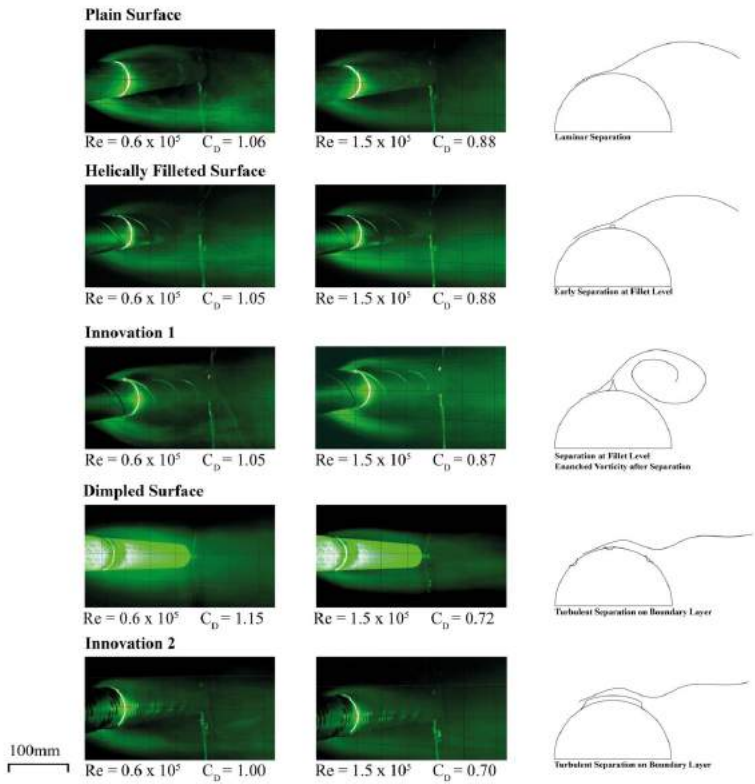 Plain Surface
Re = 0.6 x 10⁵ C_D = 1.06
Re = 1.5 x 10⁵ C_D = 0.88
Laminar Separation
Helically Filleted Surface
Re = 0.6 x 10⁵ C_D = 1.05
Re = 1.5 x 10⁵ C_D = 0.88
Early Separation at Fillet Level
Innovation 1
Re = 0.6 x 10⁵ C_D = 1.05
Re = 1.5 x 10⁵ C_D = 0.87
Separation at Fillet Level
Enanched Vorticity after Separation
Dimpled Surface
Re = 0.6 x 10⁵ C_D = 1.15
Re = 1.5 x 10⁵ C_D = 0.72
Turbulent Separation on Boundary Layer
Innovation 2
Re = 0.6 x 10⁵ C_D = 1.00
Re = 1.5 x 10⁵ C_D = 0.70
Turbulent Separation on Boundary Layer
100mm